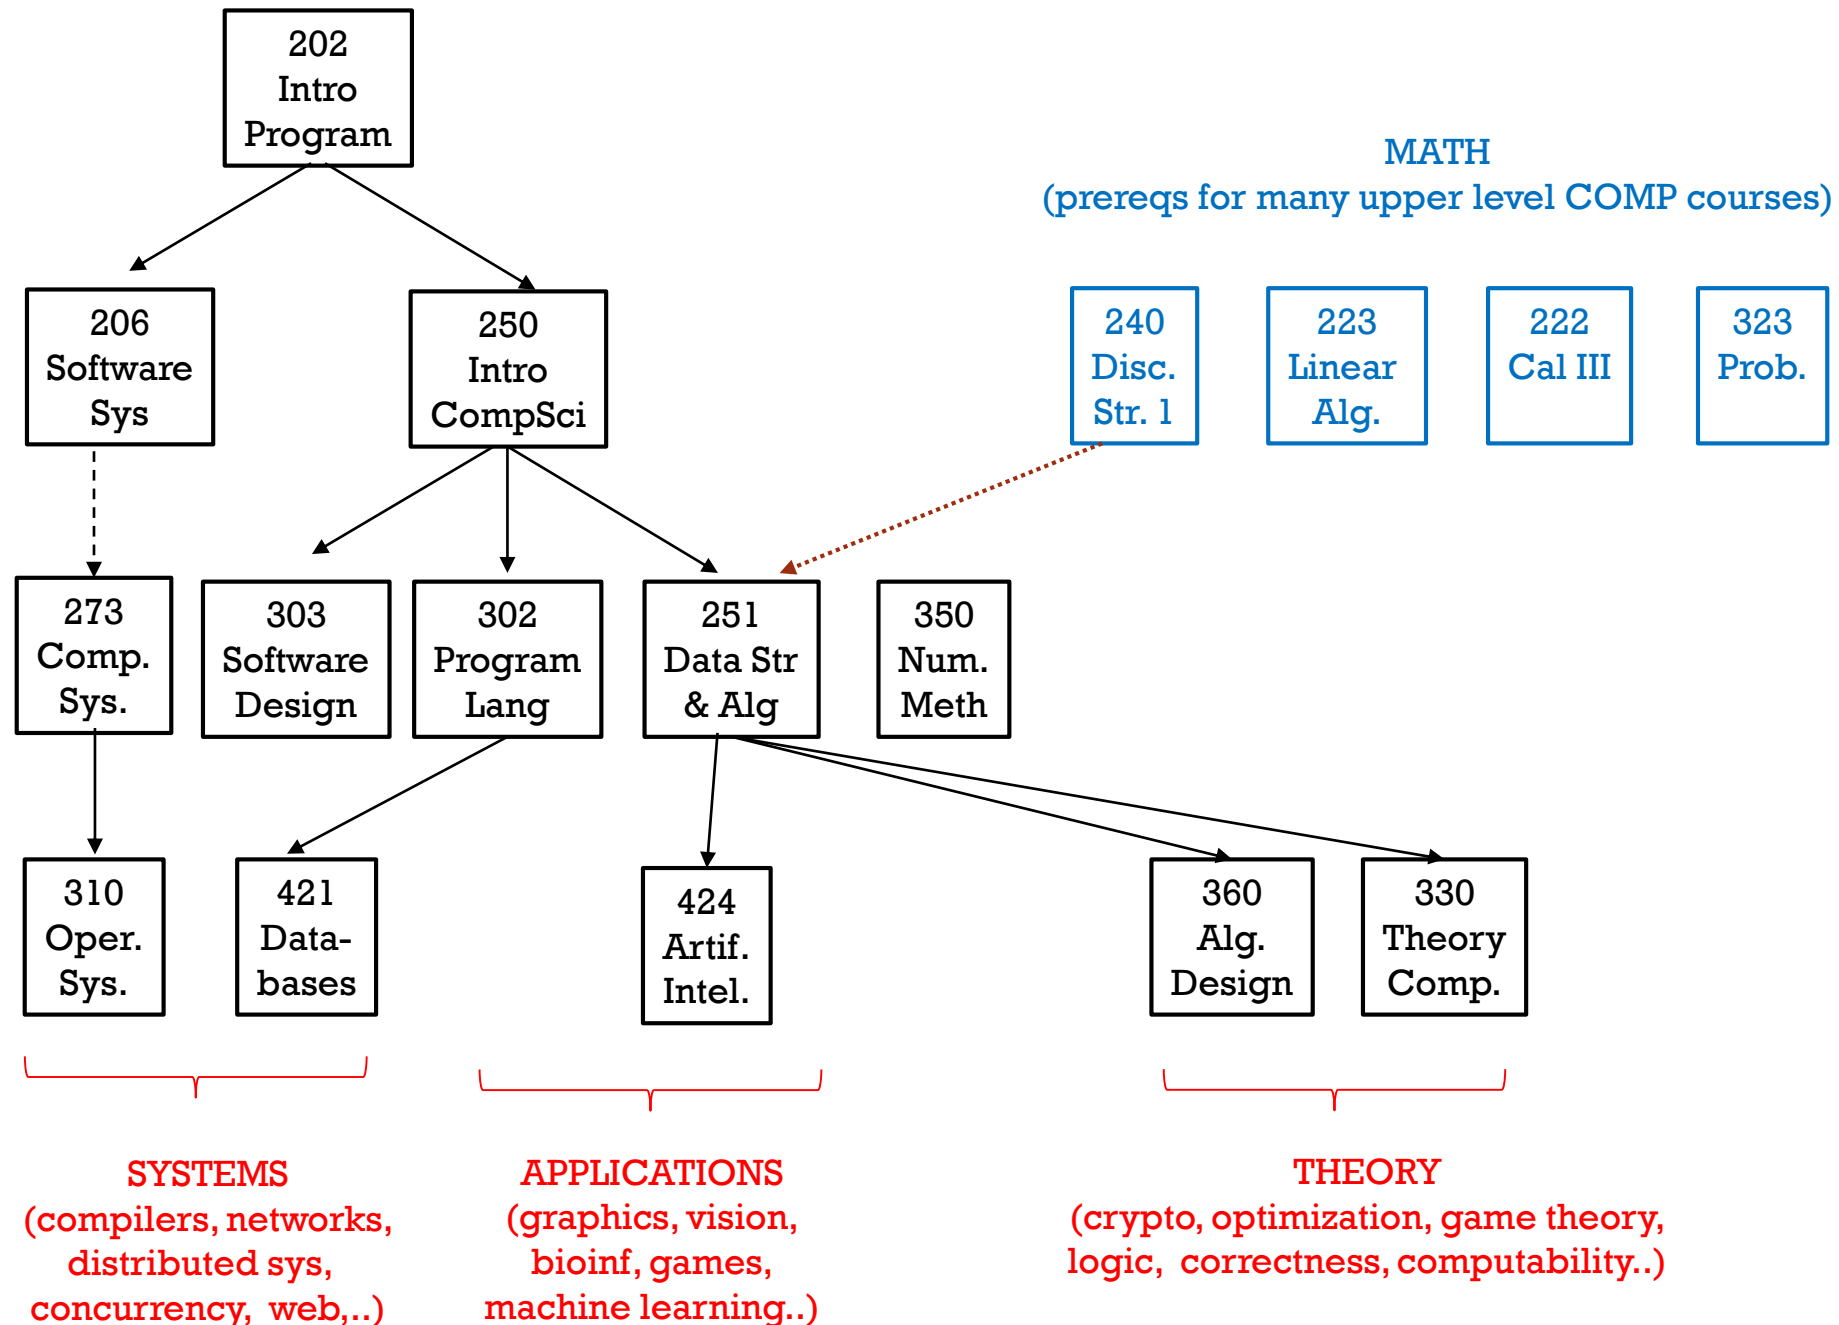 202
Intro
Program
MATH
(prereqs for many upper level COMP courses)
206
Software
Sys
250
Intro
CompSci
240
Disc.
Str. 1
223
Linear
Alg.
222
Cal III
323
Prob.
273
Comp.
Sys.
303
Software
Design
302
Program
Lang
251
Data Str
& Alg
350
Num.
Meth
310
Oper.
Sys.
421
Data-
bases
424
Artif.
Intel.
360
Alg.
Design
330
Theory
Comp.
SYSTEMS
(compilers, networks,
distributed sys,
concurrency, web,..)
APPLICATIONS
(graphics, vision,
bioinf, games,
machine learning..)
THEORY
(crypto, optimization, game theory,
logic, correctness, computability..)